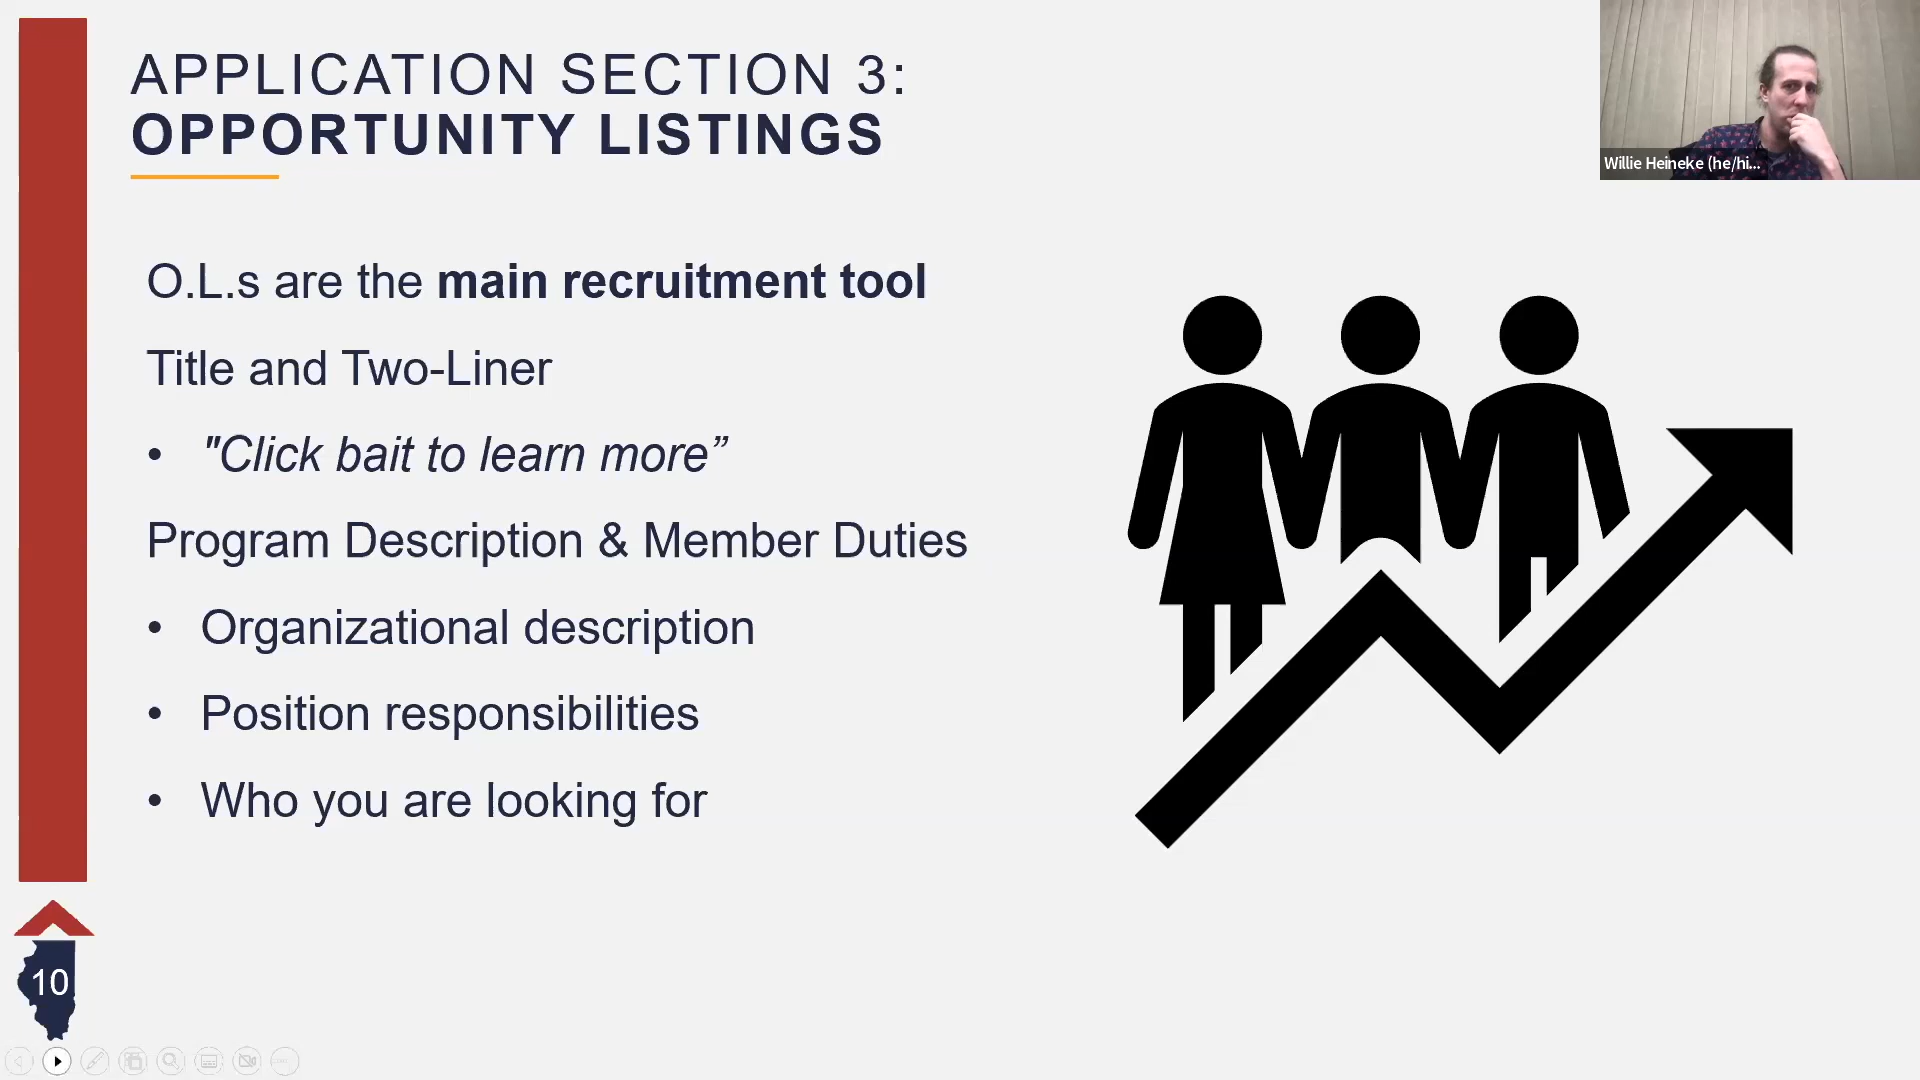 APPLICATION SECTION 3:
OPPORTUNITY LISTINGS
Willie Heineke (he/hi...
O.L.s are the main recruitment tool
Title and Two-Liner
• "Click bait to learn more”
Program Description & Member Duties
• Organizational description
• Position responsibilities
• Who you are looking for
10